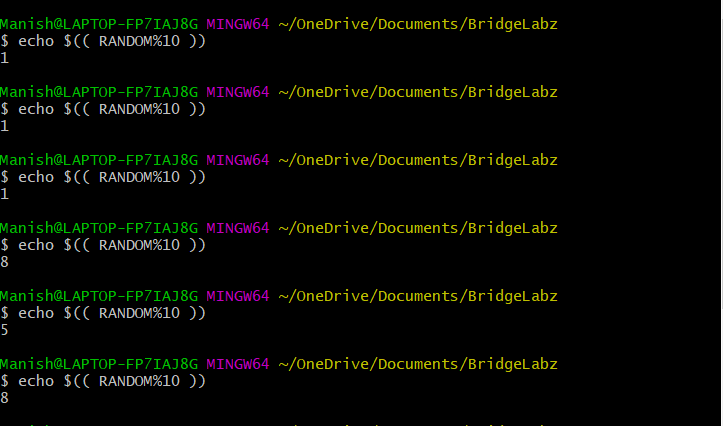 Manish@LAPTOP-FP7IAJ8G MINGW64 ~/OneDrive/Documents/BridgeLabz
$ echo $(( RANDOM%10 ))
1
Manish@LAPTOP-FP7IAJ8G MINGW64 ~/OneDrive/Documents/BridgeLabz
$ echo $(( RANDOM%10 ))
1
Manish@LAPTOP-FP7IAJ8G MINGW64 ~/OneDrive/Documents/BridgeLabz
$ echo $(( RANDOM%10 ))
1
Manish@LAPTOP-FP7IAJ8G MINGW64 ~/OneDrive/Documents/BridgeLabz
$ echo $(( RANDOM%10 ))
8
Manish@LAPTOP-FP7IAJ8G MINGW64 ~/OneDrive/Documents/BridgeLabz
$ echo $(( RANDOM%10 ))
5
Manish@LAPTOP-FP7IAJ8G MINGW64 ~/OneDrive/Documents/BridgeLabz
$ echo $(( RANDOM%10 ))
8